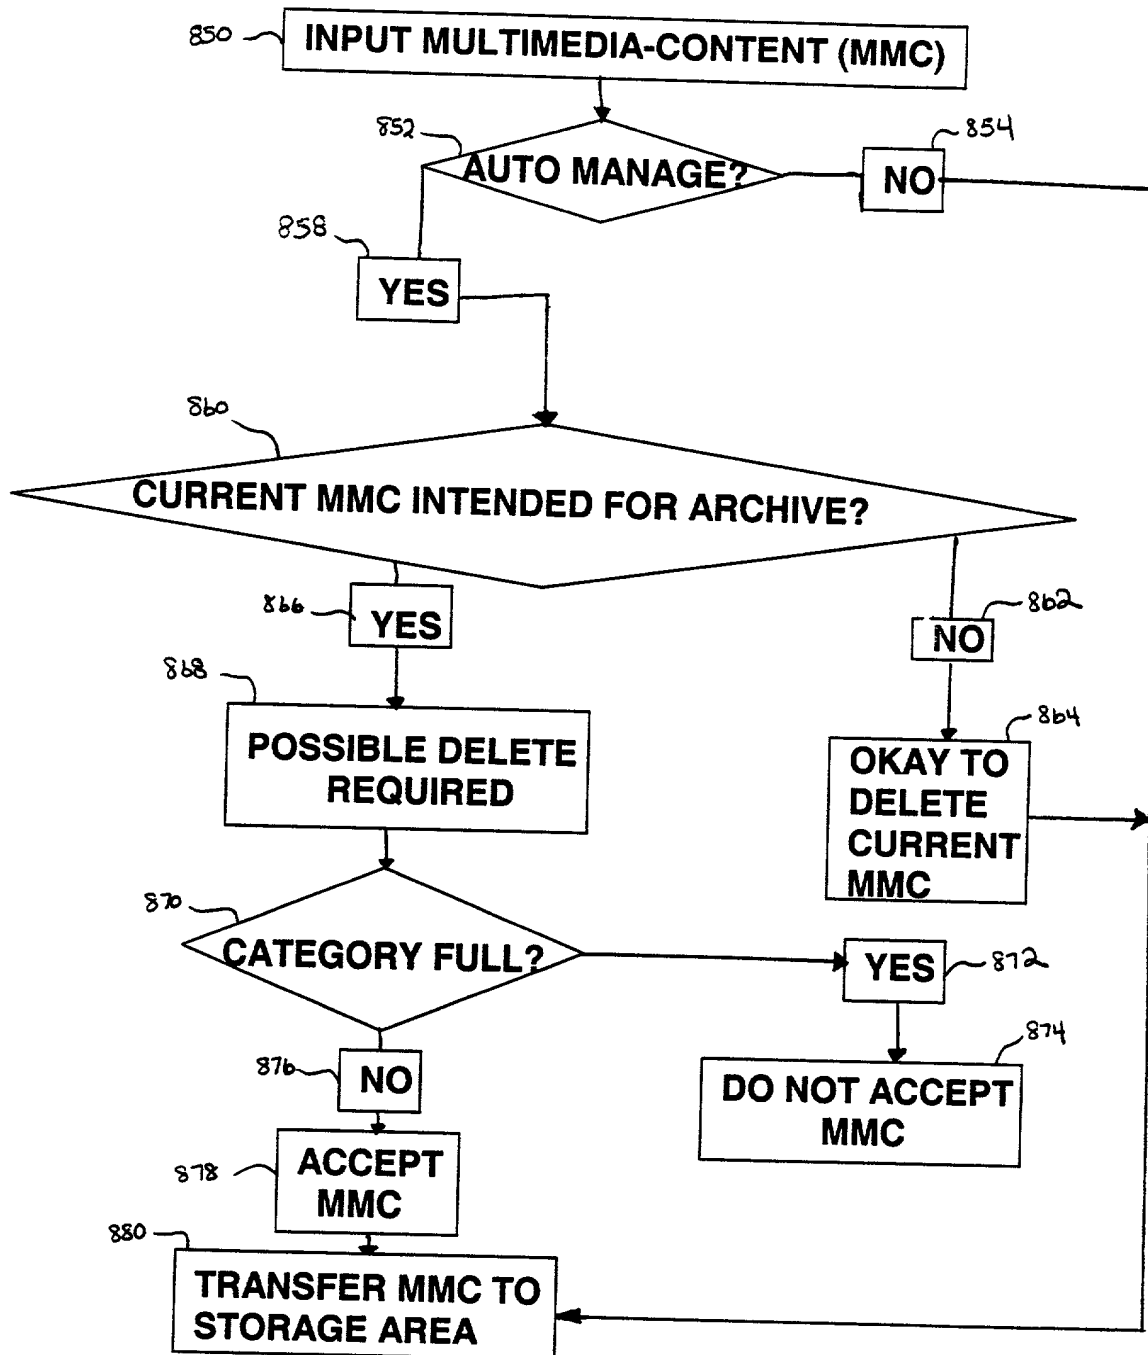 850
INPUT MULTIMEDIA-CONTENT (MMC)
852
AUTO MANAGE?
854
NO
858
YES
860
CURRENT MMC INTENDED FOR ARCHIVE?
866
YES
862
NO
868
POSSIBLE DELETE
REQUIRED
864
OKAY TO
DELETE
CURRENT
MMC
870
CATEGORY FULL?
YES
872
876
NO
874
DO NOT ACCEPT
MMC
878
ACCEPT
MMC
880
TRANSFER MMC TO
STORAGE AREA